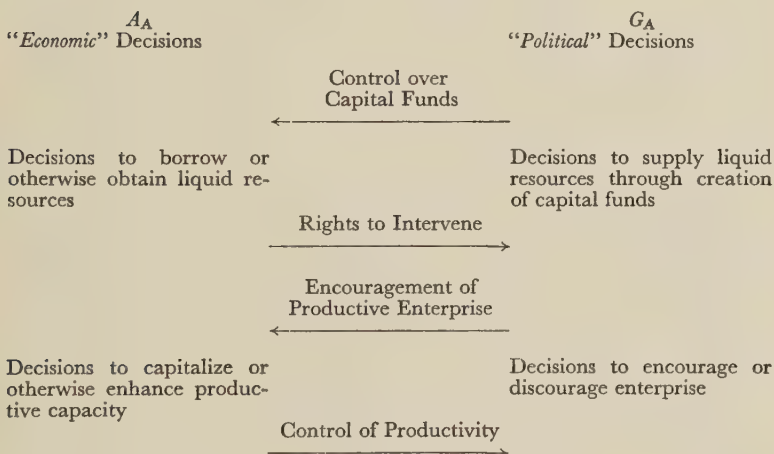 A_A G_A
“Economic” Decisions “Political” Decisions
Control over
Capital Funds
Decisions to borrow or
otherwise obtain liquid re-
sources
Decisions to supply liquid
resources through creation
of capital funds
Rights to Intervene
Encouragement of
Productive Enterprise
Decisions to capitalize or
otherwise enhance produc-
tive capacity
Decisions to encourage or
discourage enterprise
Control of Productivity